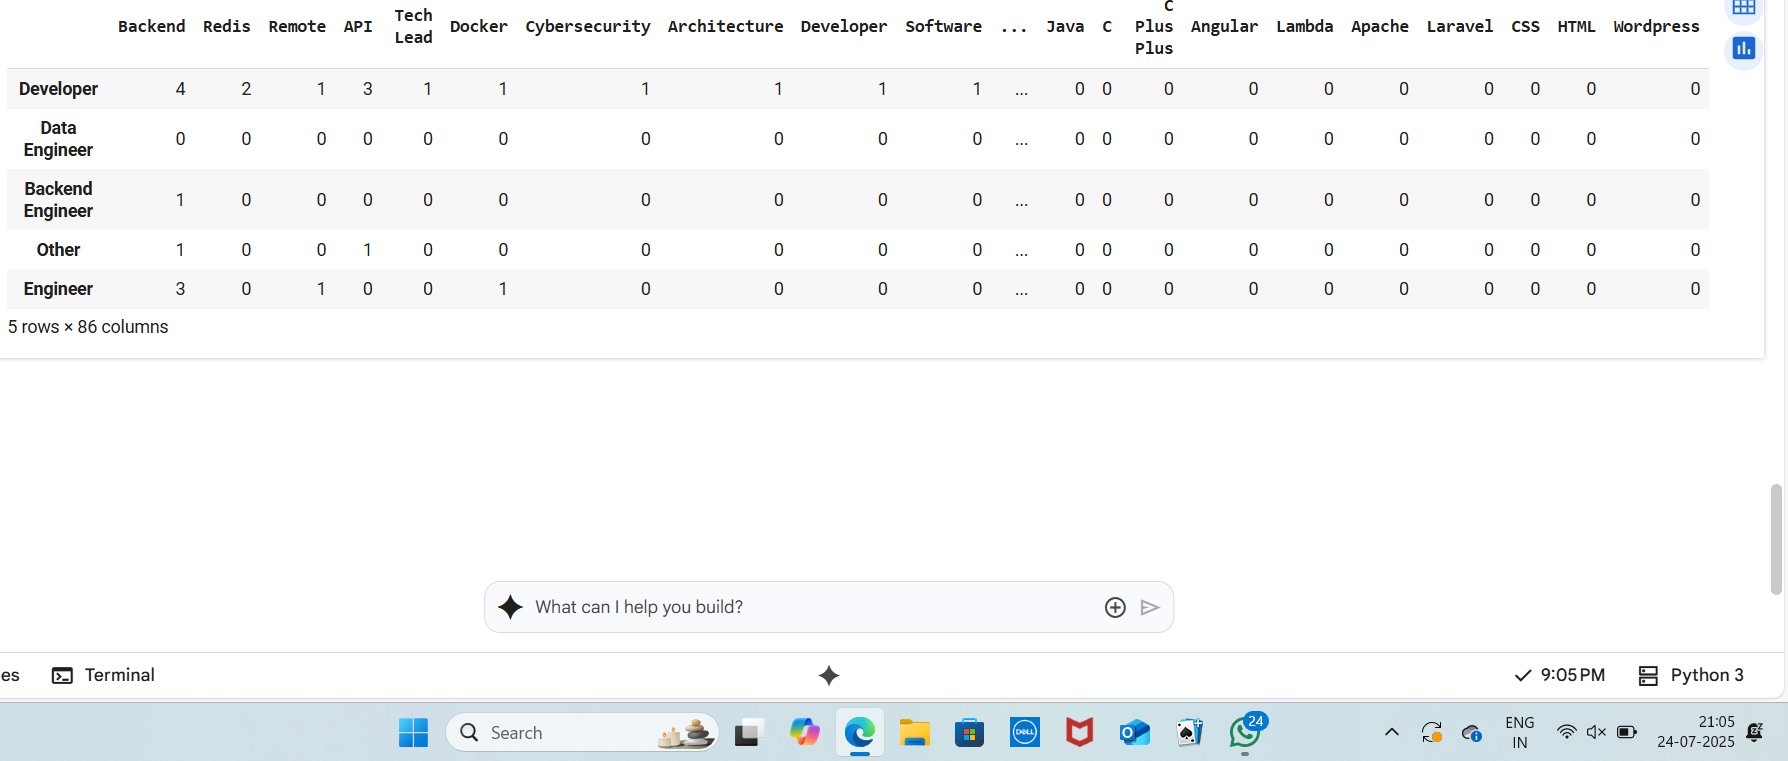 Backend Redis Remote API Tech Lead Docker Cybersecurity Architecture Developer Software ... Java C C Plus Plus Angular Lambda Apache Laravel CSS HTML Wordpress
Developer 4 2 1 3 1 1 1 1 1 1 ... 0 0 0 0 0 0 0 0 0 0
Data Engineer 0 0 0 0 0 0 0 0 0 0 ... 0 0 0 0 0 0 0 0 0 0
Backend Engineer 1 0 0 0 0 0 0 0 0 0 ... 0 0 0 0 0 0 0 0 0 0
Other 1 0 0 1 0 0 0 0 0 0 ... 0 0 0 0 0 0 0 0 0 0
Engineer 3 0 1 0 0 1 0 0 0 0 ... 0 0 0 0 0 0 0 0 0 0
5 rows × 86 columns
What can I help you build?
es Terminal 9:05 PM Python 3
Search
DELL
24
ENG
IN
21:05
24-07-2025